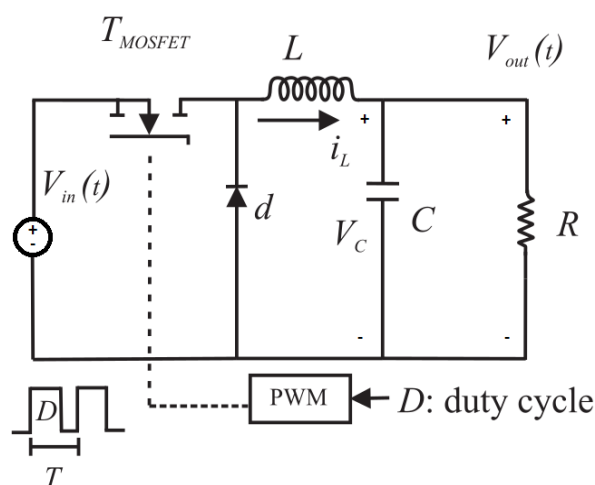 T_MOSFET
L
V_out (t)
+
+
i_L
V_in (t)
d
V_C
C
R
+
-
-
-
PWM
D: duty cycle
D
T